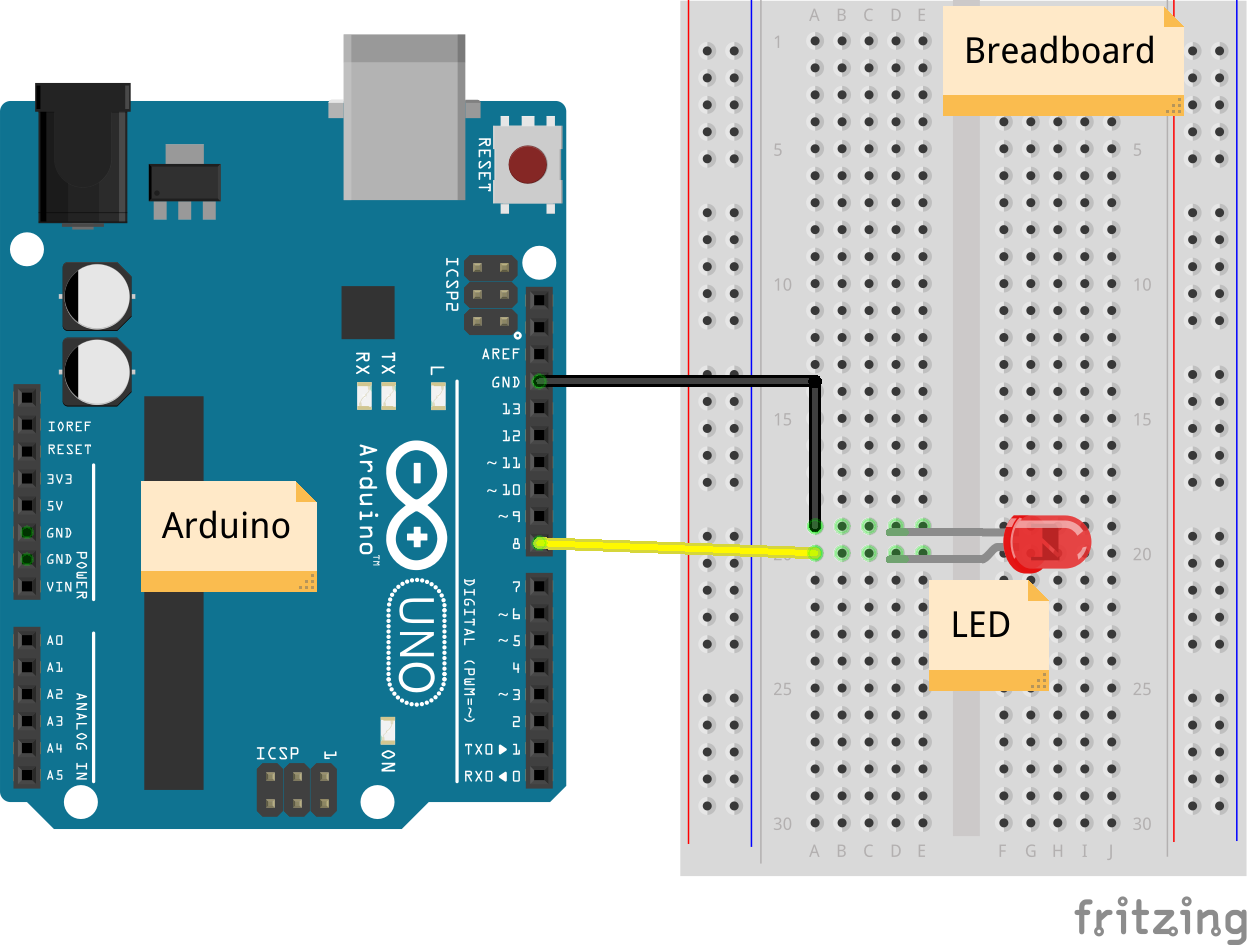 A B C D E
Breadboard
1
5 5
10 10
15 15
20 20
25 25
30 30
A B C D E F G H I J
RESET
ICSP2
AREF
GND
13
12
~11
~10
~9
8
7
~6
~5
4
~3
2
TX0▶1
RX0◀0
RX
TX
L
IOREF
RESET
3V3
5V
GND
GND
VIN
POWER
A0
A1
A2
A3
A4
A5
ANALOG IN
Arduino
Arduino™
UNO
DIGITAL (PWM=~)
ICSP
1
ON
LED
fritzing